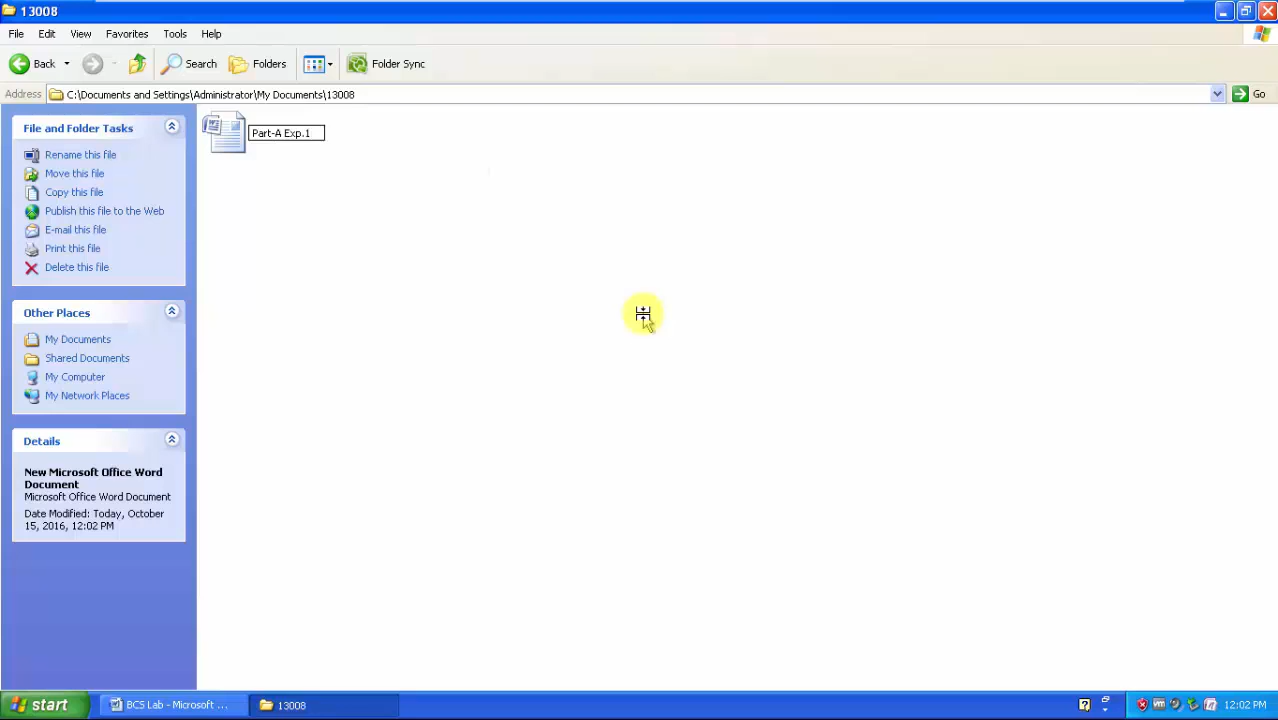 13008
File Edit View Favorites Tools Help
Back Search Folders Folder Sync
Address C:\Documents and Settings\Administrator\My Documents\13008 Go
File and Folder Tasks
Part-A Exp.1
Rename this file
Move this file
Copy this file
Publish this file to the Web
E-mail this file
Print this file
Delete this file
Other Places
My Documents
Shared Documents
My Computer
My Network Places
Details
New Microsoft Office Word
Document
Microsoft Office Word Document
Date Modified: Today, October
15, 2016, 12:02 PM
start BCS Lab - Microsoft ... 13008 12:02 PM